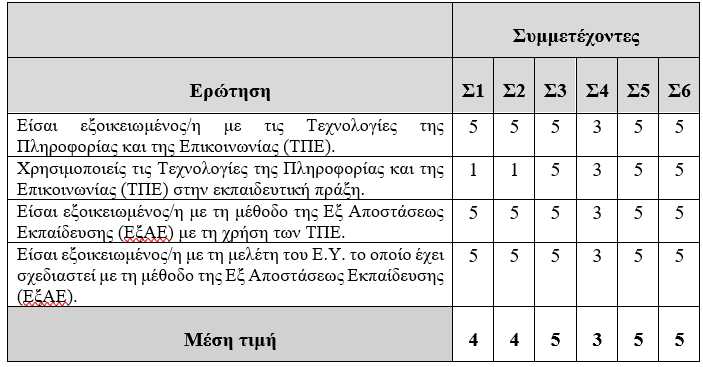 Συμμετέχοντες
Ερώτηση Σ1 Σ2 Σ3 Σ4 Σ5 Σ6
Είσαι εξοικειωμένος/η με τις Τεχνολογίες της 5 5 5 3 5 5
Πληροφορίας και της Επικοινωνίας (ΤΠΕ).
Χρησιμοποιείς τις Τεχνολογίες της Πληροφορίας και της 1 1 5 3 5 5
Επικοινωνίας (ΤΠΕ) στην εκπαιδευτική πράξη.
Είσαι εξοικειωμένος/η με τη μέθοδο της Εξ Αποστάσεως 5 5 5 3 5 5
Εκπαίδευσης (ΕξΑΕ) με τη χρήση των ΤΠΕ.
Είσαι εξοικειωμένος/η με τη μελέτη του Ε.Υ. το οποίο έχει 5 5 5 3 5 5
σχεδιαστεί με τη μέθοδο της Εξ Αποστάσεως Εκπαίδευσης
(ΕξΑΕ).
Μέση τιμή 4 4 5 3 5 5